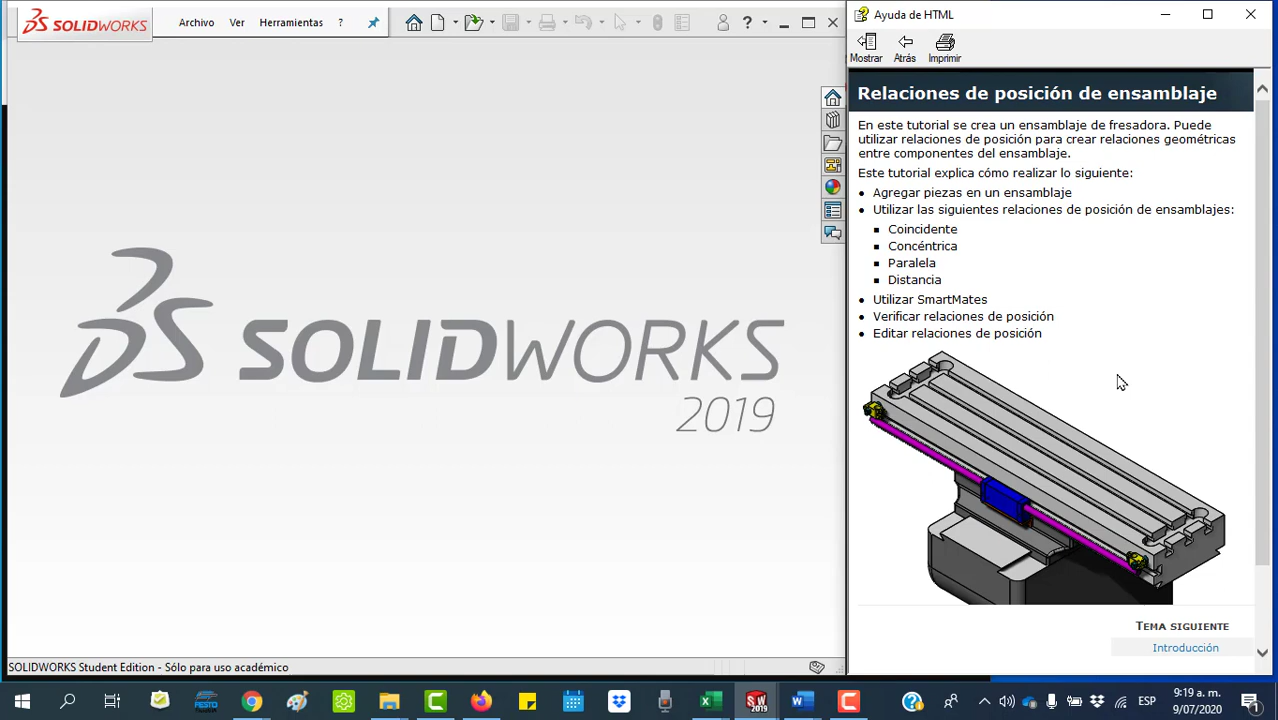 SOLIDWORKS
Archivo
Ver
Herramientas
?
?
SOLIDWORKS
2019
SOLIDWORKS Student Edition - Sólo para uso académico
Ayuda de HTML
Mostrar
Atrás
Imprimir
Relaciones de posición de ensamblaje
En este tutorial se crea un ensamblaje de fresadora. Puede
utilizar relaciones de posición para crear relaciones geométricas
entre componentes del ensamblaje.
Este tutorial explica cómo realizar lo siguiente:
Agregar piezas en un ensamblaje
Utilizar las siguientes relaciones de posición de ensamblajes:
Coincidente
Concéntrica
Paralela
Distancia
Utilizar SmartMates
Verificar relaciones de posición
Editar relaciones de posición
TEMA SIGUIENTE
Introducción
FESTO
SW
2019
ESP
9:19 a. m.
9/07/2020